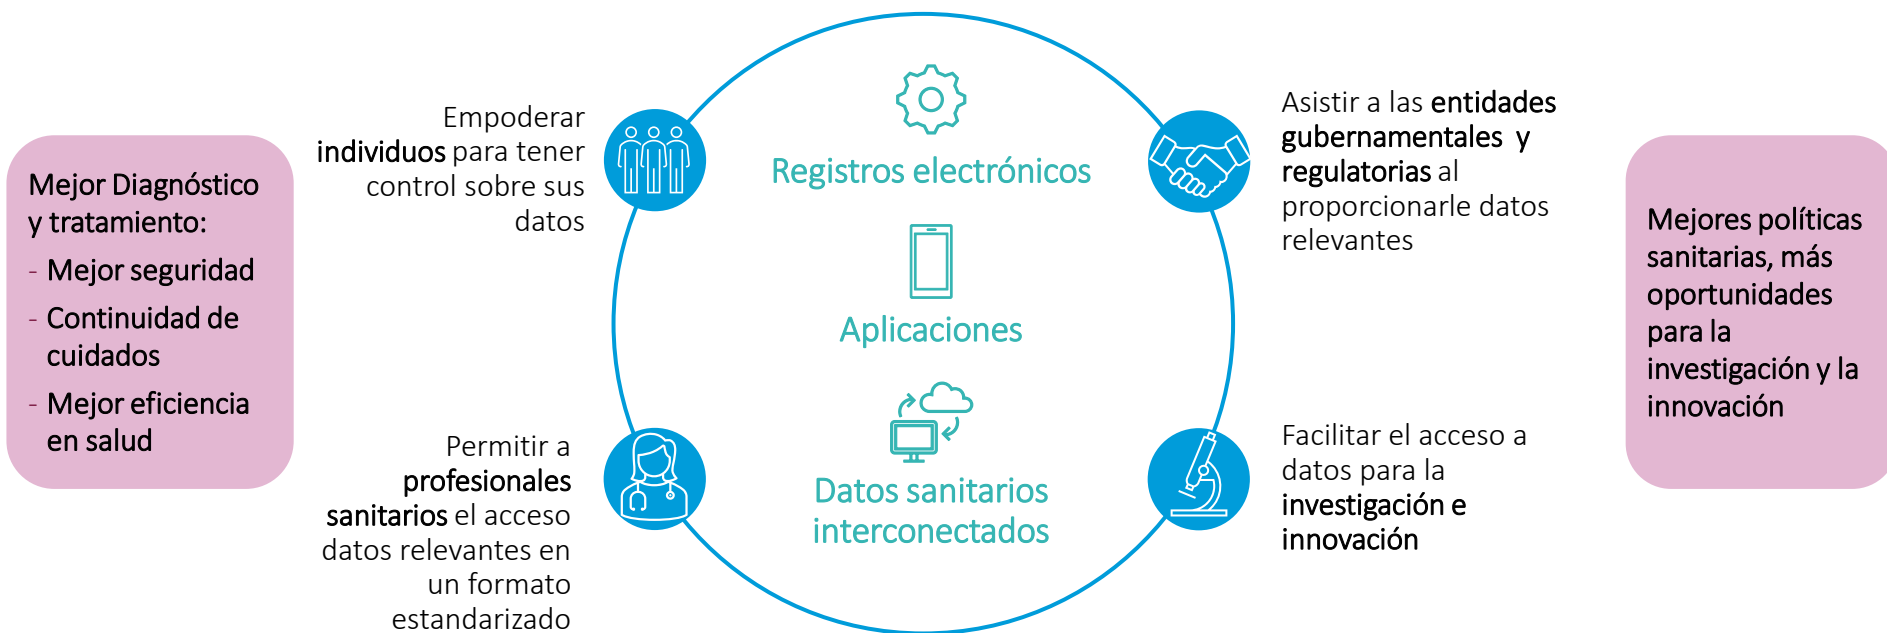 Mejor Diagnóstico
y tratamiento:
- Mejor seguridad
- Continuidad de
cuidados
- Mejor eficiencia
en salud
Empoderar
individuos para tener
control sobre sus
datos
Permitir a
profesionales
sanitarios el acceso
datos relevantes en
un formato
estandarizado
Registros electrónicos
Aplicaciones
Datos sanitarios
interconectados
Asistir a las entidades
gubernamentales y
regulatorias al
proporcionarle datos
relevantes
Facilitar el acceso a
datos para la
investigación e
innovación
Mejores políticas
sanitarias, más
oportunidades
para la
investigación y la
innovación